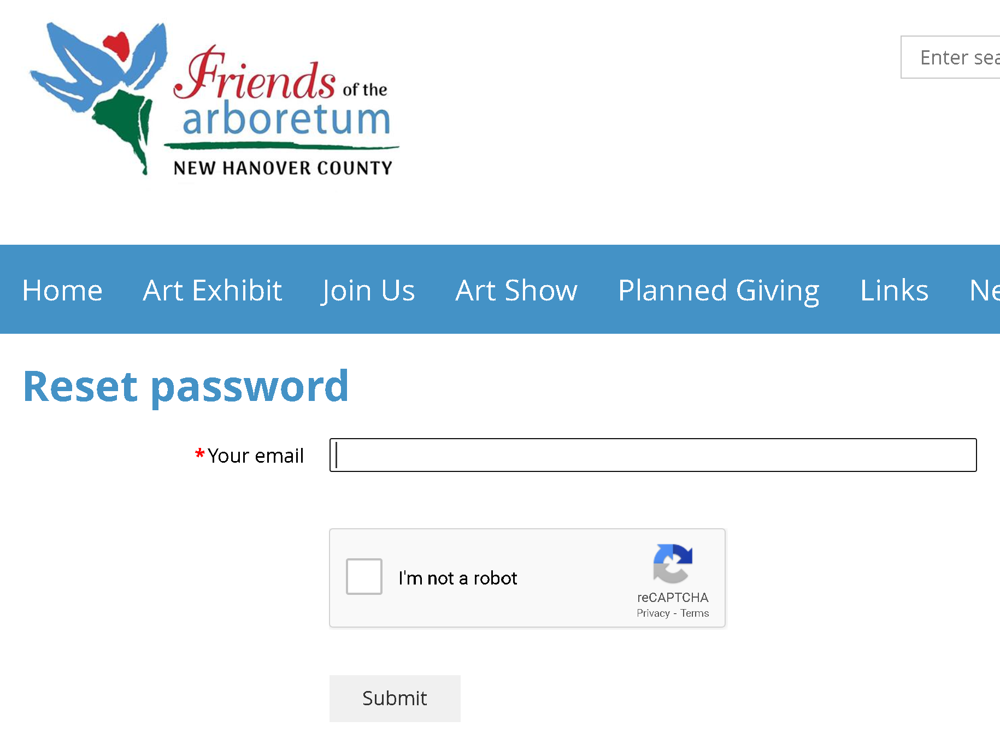 Friends of the
arboretum
NEW HANOVER COUNTY
Enter
Home Art Exhibit Join Us Art Show Planned Giving Links
Reset password
*Your email
I'm not a robot
reCAPTCHA
Privacy - Terms
Submit